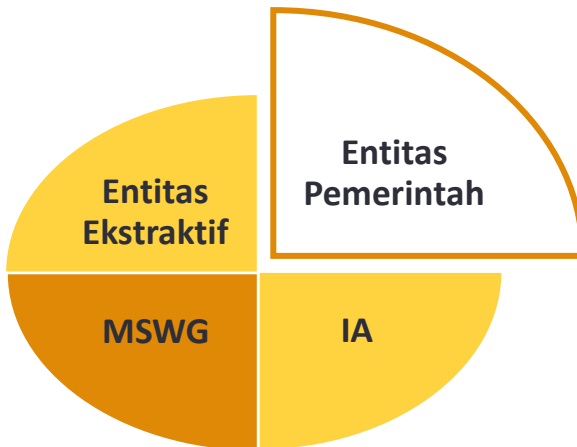 Entitas
Pemerintah
Entitas
Ekstraktif
MSWG
IA